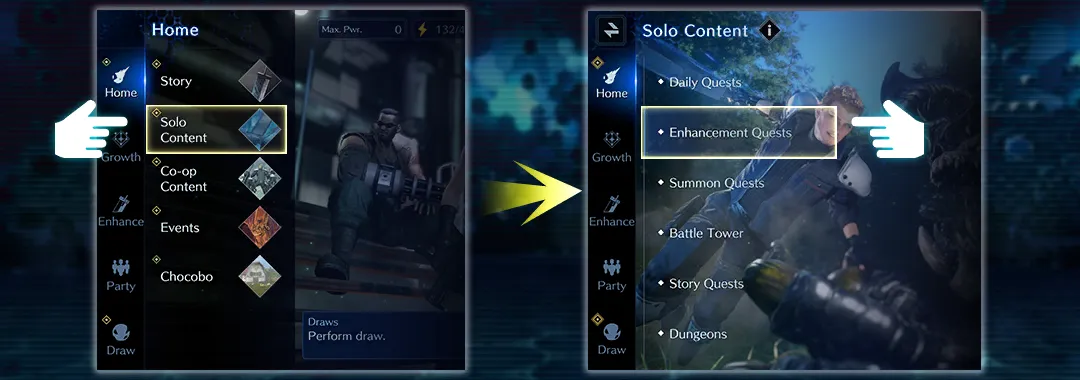 Home
Max. Pwr. 0
132/4
Home
Growth
Enhance
Party
Draw
Story
Solo
Content
Co-op
Content
Events
Chocobo
Draws
Perform draw.
Solo Content
Home
Growth
Enhance
Party
Draw
Daily Quests
Enhancement Quests
Summon Quests
Battle Tower
Story Quests
Dungeons